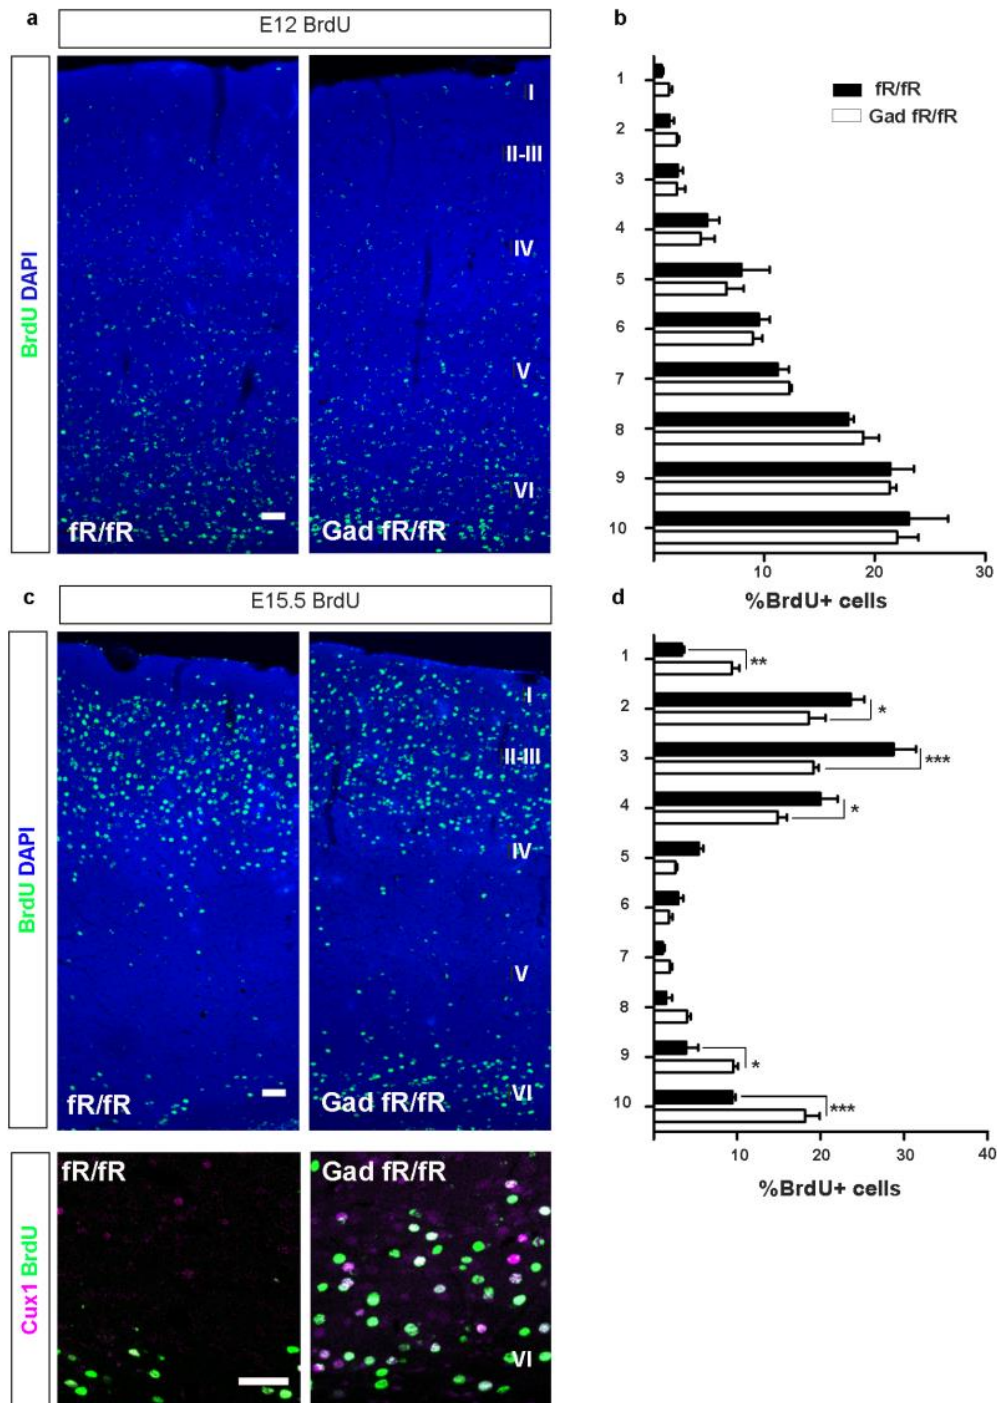 a
E12 BrdU
BrdU DAPI
I
II-III
IV
V
VI
fR/fR
Gad fR/fR
b
1
2
3
4
5
6
7
8
9
10
fR/fR
Gad fR/fR
10
20
30
%BrdU+ cells
c
E15.5 BrdU
BrdU DAPI
I
II-III
IV
V
VI
fR/fR
Gad fR/fR
d
1
**
2
*
3
***
4
*
5
6
7
8
9
*
10
***
10
20
30
40
%BrdU+ cells
Cux1 BrdU
fR/fR
Gad fR/fR
VI